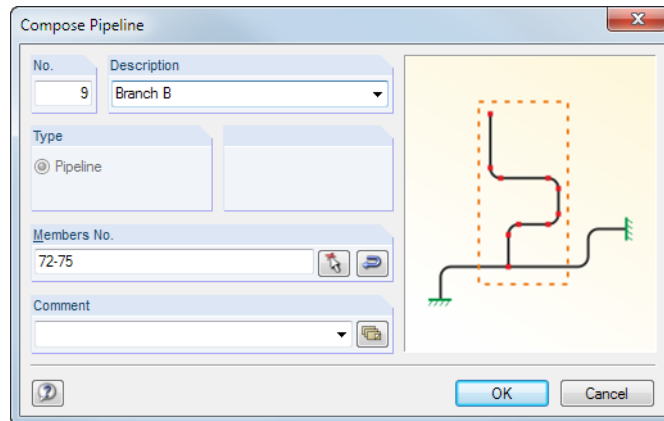 Compose Pipeline
No. Description
9 Branch B
Type
Pipeline
Members No.
72-75
Comment
OK Cancel